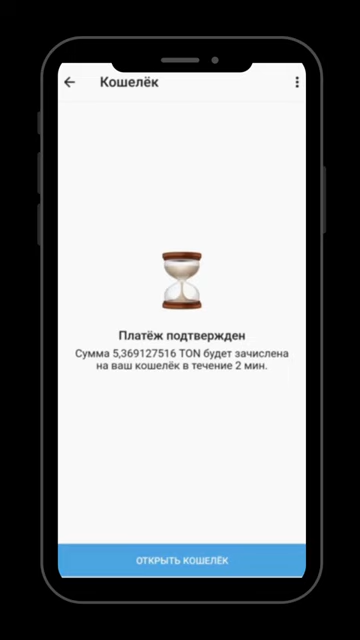 Кошелёк
Платёж подтвержден
Сумма 5,369127516 TON будет зачислена
на ваш кошелёк в течение 2 мин.
ОТКРЫТЬ КОШЕЛЁК